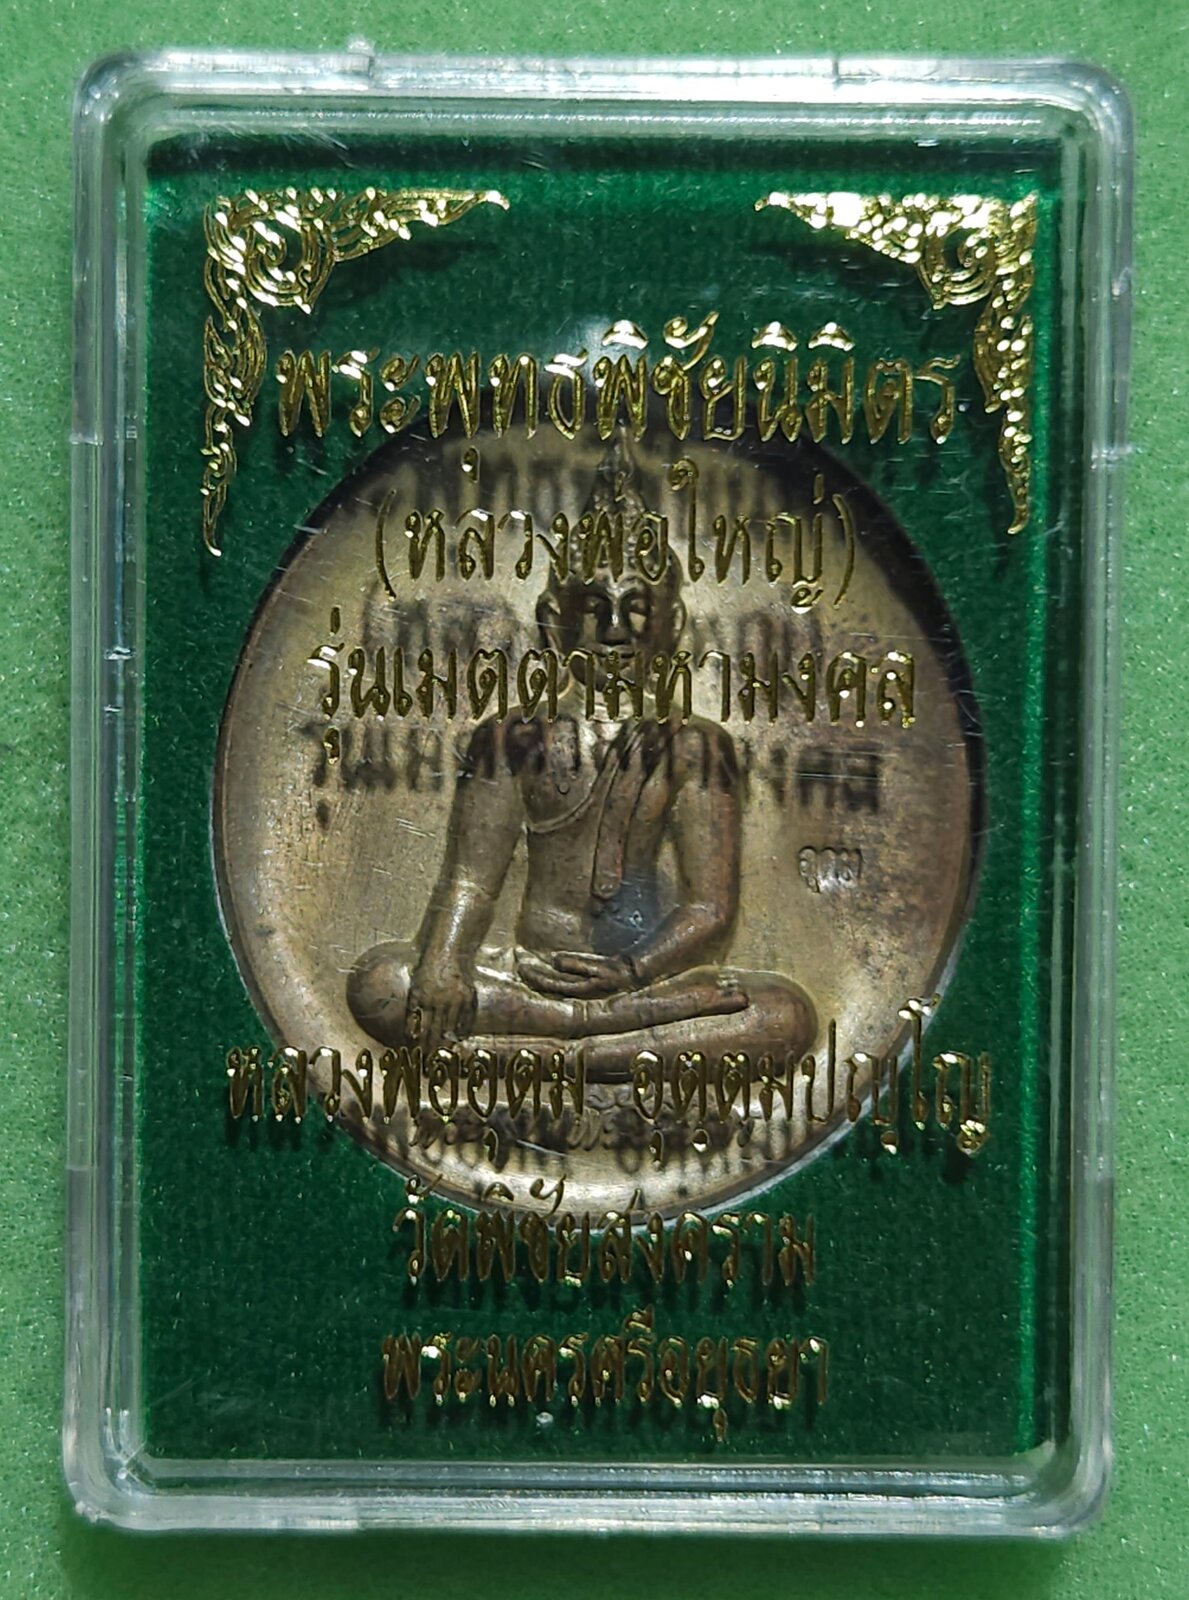 พระพุทธพิชัยนิมิตร
(หลวงพ่อใหญ่)
รุ่นเมตตามหามงคล
หลวงพ่ออุดม อุตฺตมปญฺโญ
วัดพิชัยสงคราม
พระนครศรีอยุธยา